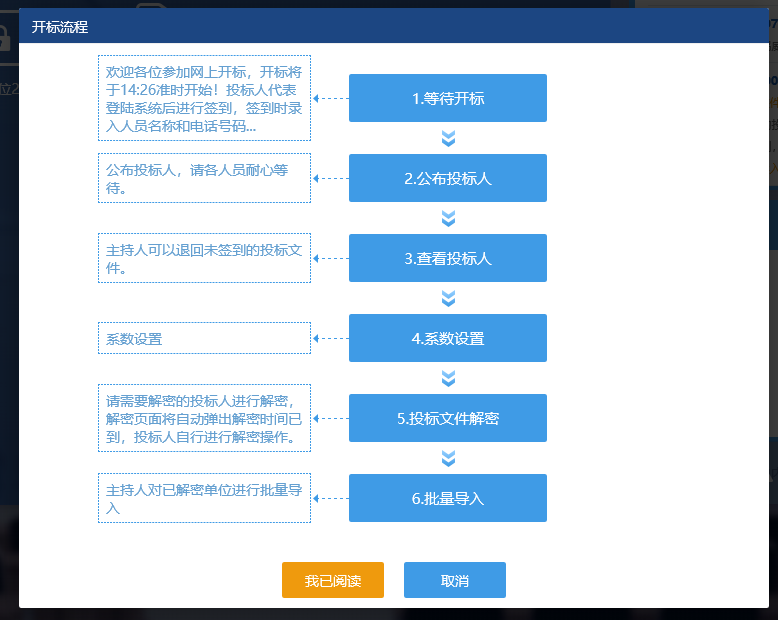 开标流程
欢迎各位参加网上开标，开标将
于14:26准时开始！投标人代表
登陆系统后进行签到，签到时录
入人员名称和电话号码...
1.等待开标
公布投标人，请各人员耐心等
待。
2.公布投标人
主持人可以退回未签到的投标文
件。
3.查看投标人
系数设置
4.系数设置
请需要解密的投标人进行解密，
解密页面将自动弹出解密时间已
到，投标人自行进行解密操作。
5.投标文件解密
主持人对已解密单位进行批量导
入
6.批量导入
我已阅读
取消